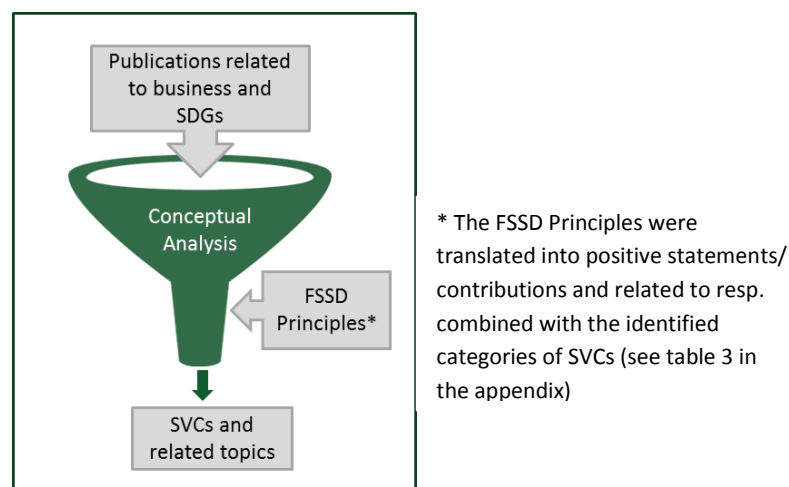 Publications related
to business and
SDGs
Conceptual
Analysis
FSSD
Principles*
SVCs and
related topics
* The FSSD Principles were
translated into positive statements/
contributions and related to resp.
combined with the identified
categories of SVCs (see table 3 in
the appendix)